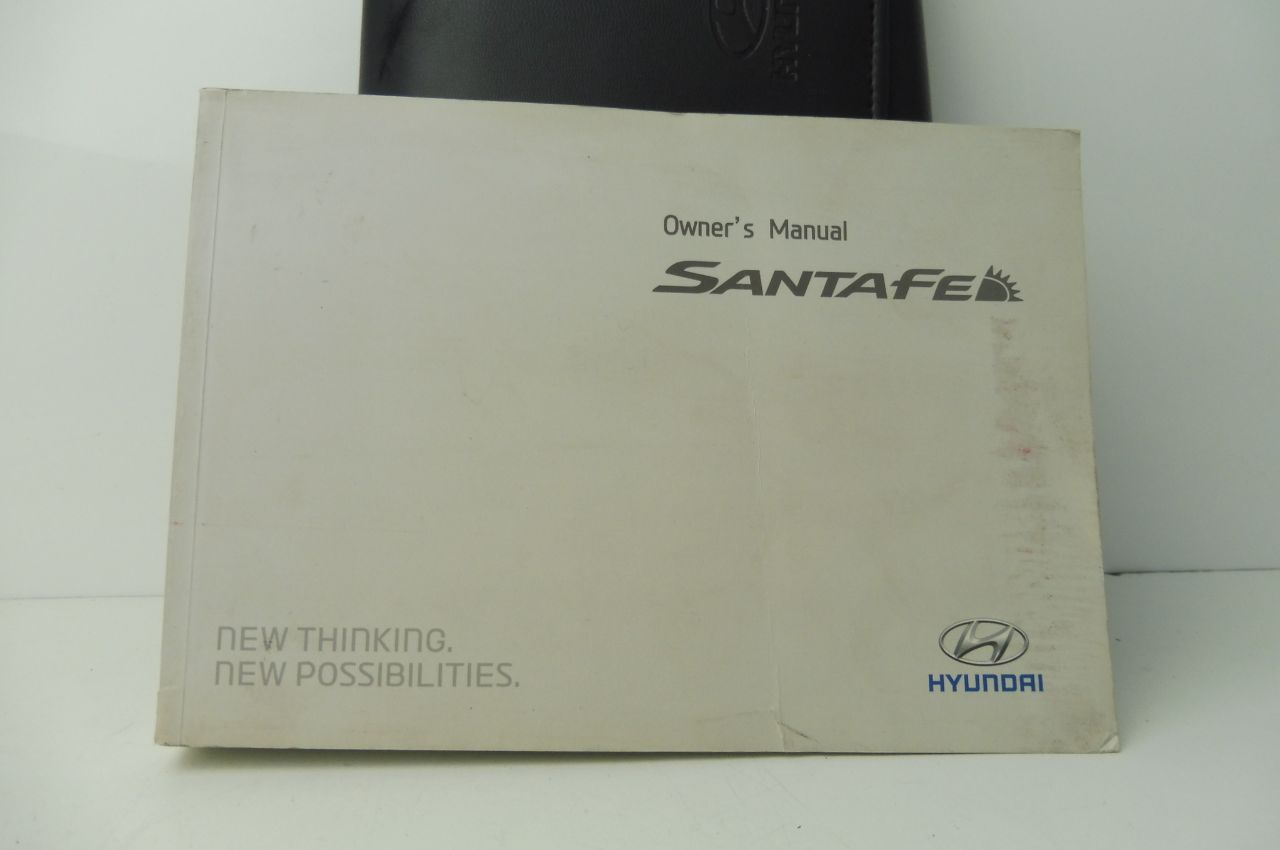 Owner's Manual
SANTAFE
NEW THINKING.
NEW POSSIBILITIES.
HYUNDAI